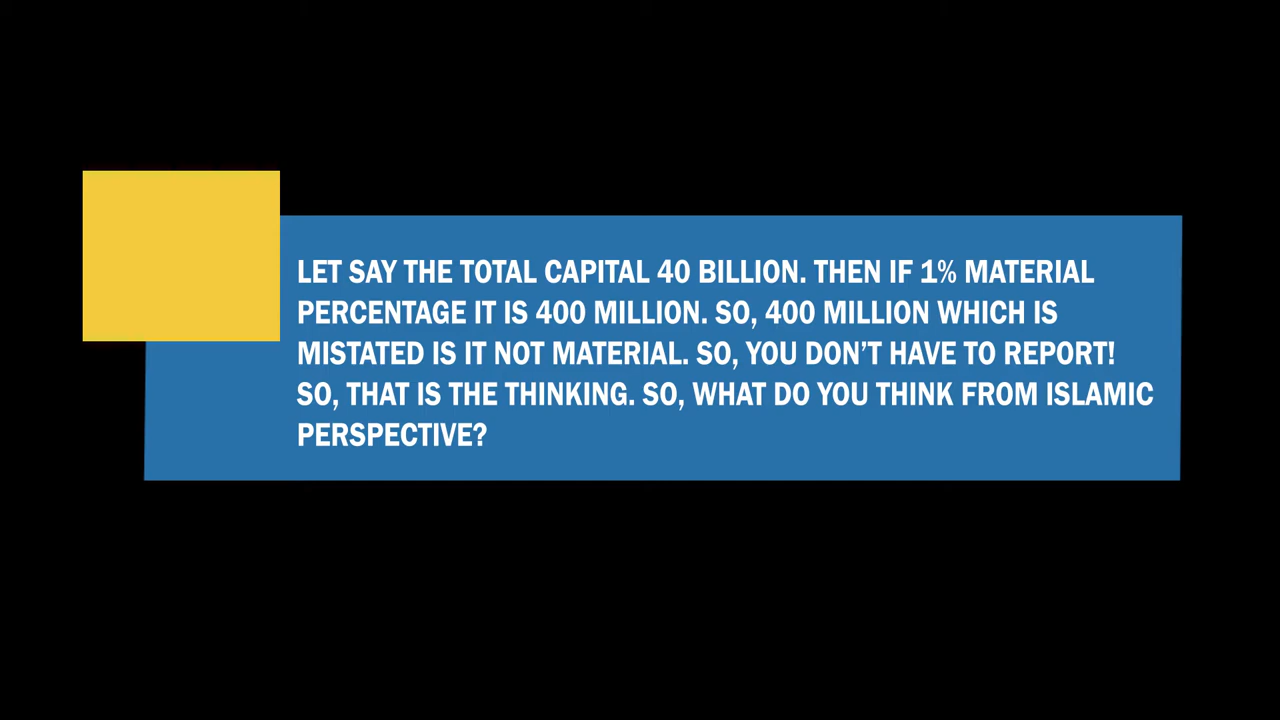 LET SAY THE TOTAL CAPITAL 40 BILLION. THEN IF 1% MATERIAL
PERCENTAGE IT IS 400 MILLION. SO, 400 MILLION WHICH IS
MISTATED IS IT NOT MATERIAL. SO, YOU DON’T HAVE TO REPORT!
SO, THAT IS THE THINKING. SO, WHAT DO YOU THINK FROM ISLAMIC
PERSPECTIVE?